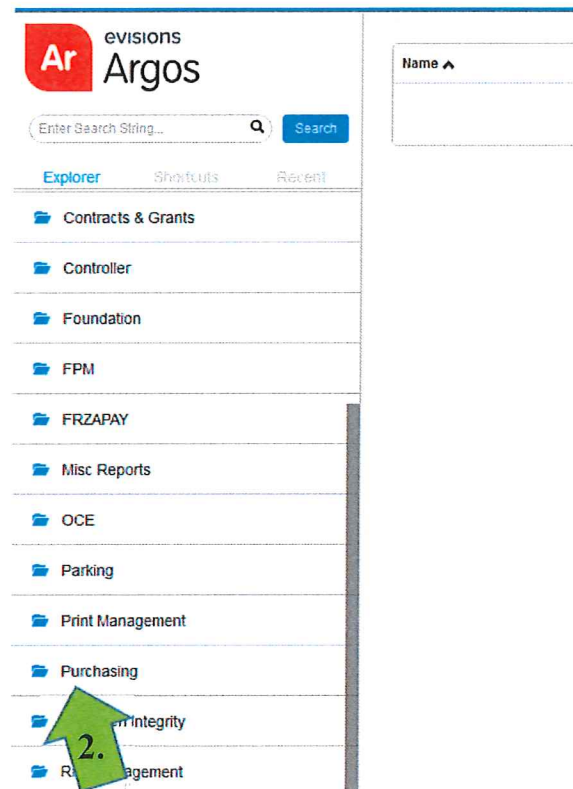 evisions
Ar Argos
Name
Enter Search String...
Search
Explorer Shortcuts Recent
Contracts & Grants
Controller
Foundation
FPM
FRZAPAY
Misc Reports
OCE
Parking
Print Management
Purchasing
Integrity
2.